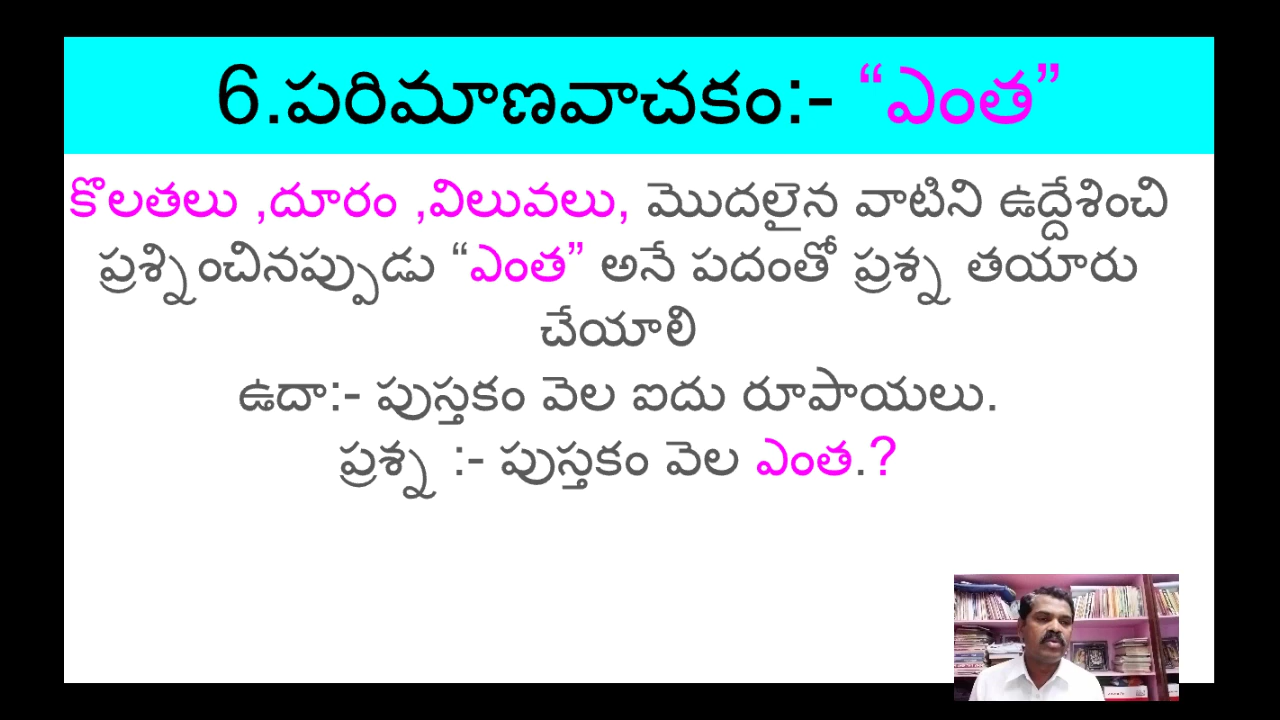 6.పరిమాణవాచకం:- “ఎంత”
కొలతలు ,దూరం ,విలువలు, మొదలైన వాటిని ఉద్దేశించి
ప్రశ్నించినప్పుడు “ఎంత” అనే పదంతో ప్రశ్న తయారు
చేయాలి
ఉదా:- పుస్తకం వెల ఐదు రూపాయలు.
ప్రశ్న :- పుస్తకం వెల ఎంత.?